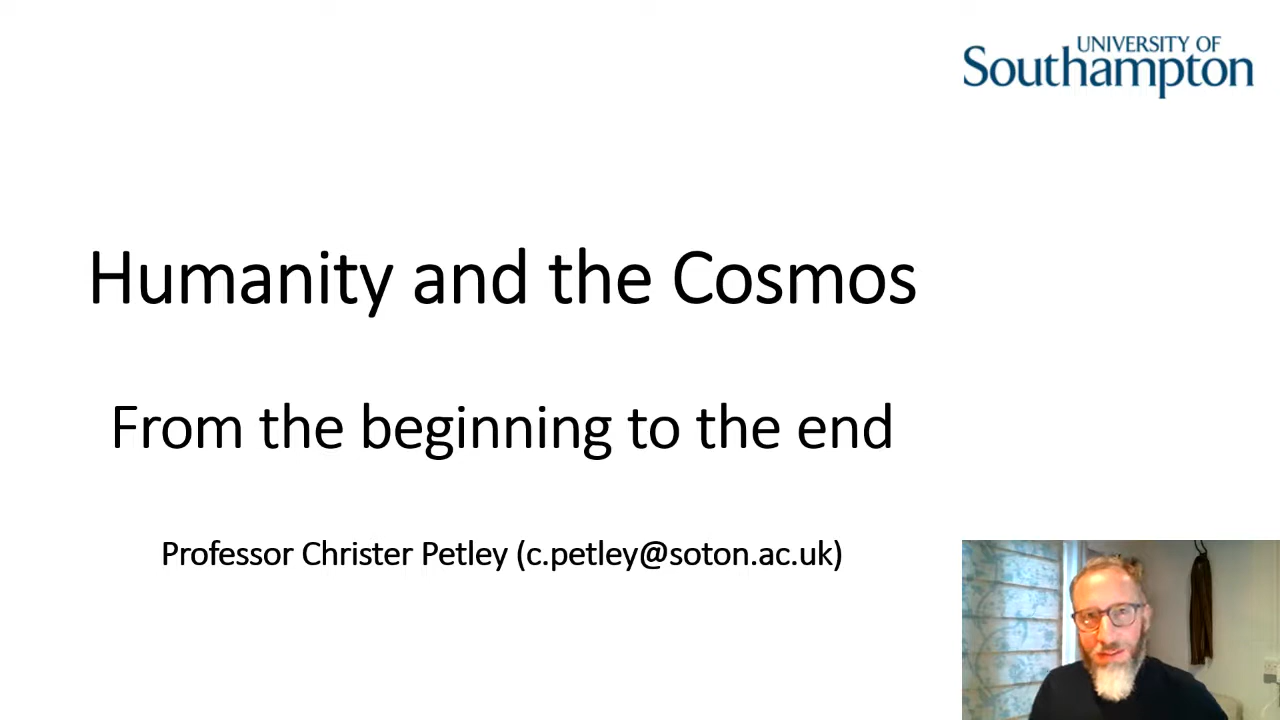 UNIVERSITY OF
Southampton
Humanity and the Cosmos
From the beginning to the end
Professor Christer Petley (c.petley@soton.ac.uk)